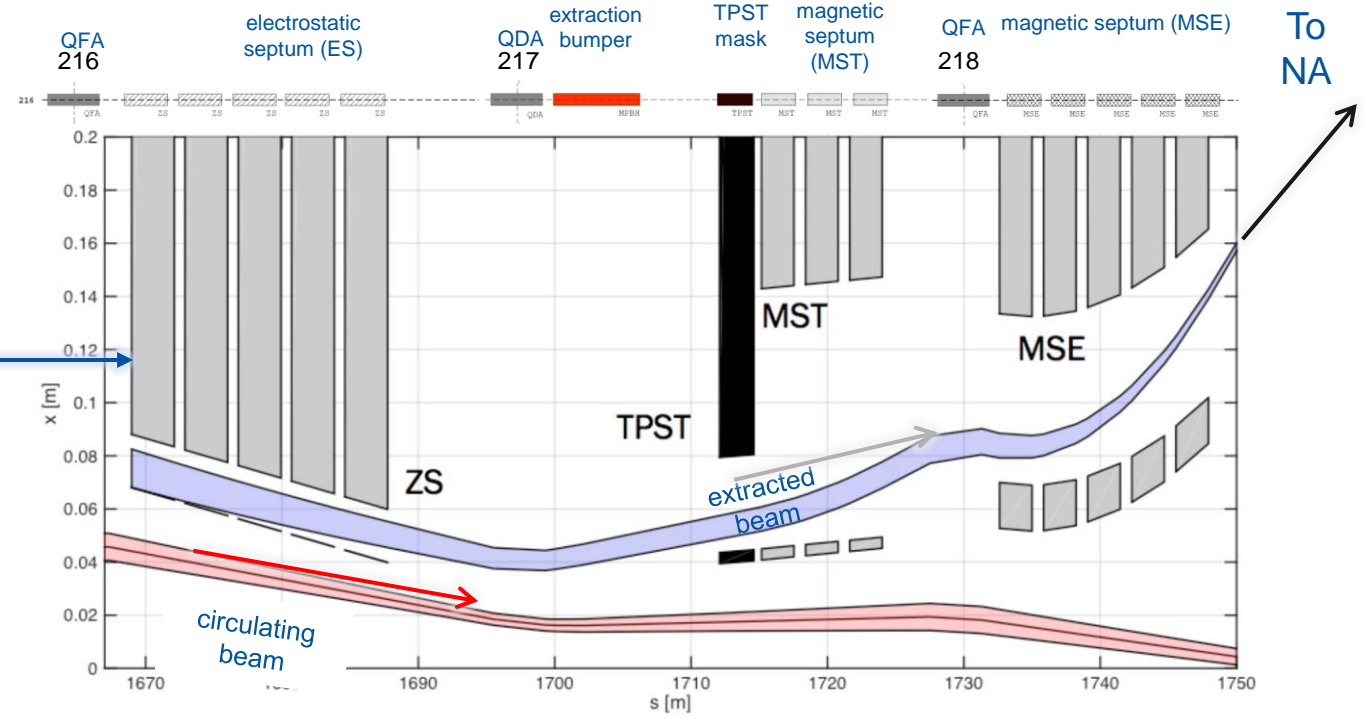 QFA
216
electrostatic
septum (ES)
QDA
217
extraction
bumper
TPST
mask
magnetic
septum
(MST)
QFA
218
magnetic septum (MSE)
To
NA
216
QFA
ZS
ZS
ZS
ZS
ZS
QDA
MPBH
TPST
MST
MST
MST
QFA
MSE
MSE
MSE
MSE
MSE
0.2
0.18
0.16
0.14
0.12
0.1
0.08
0.06
0.04
0.02
0
x [m]
MST
MSE
TPST
ZS
extracted
beam
circulating
beam
1670
1690
1700
1710
1720
1730
1740
1750
s [m]